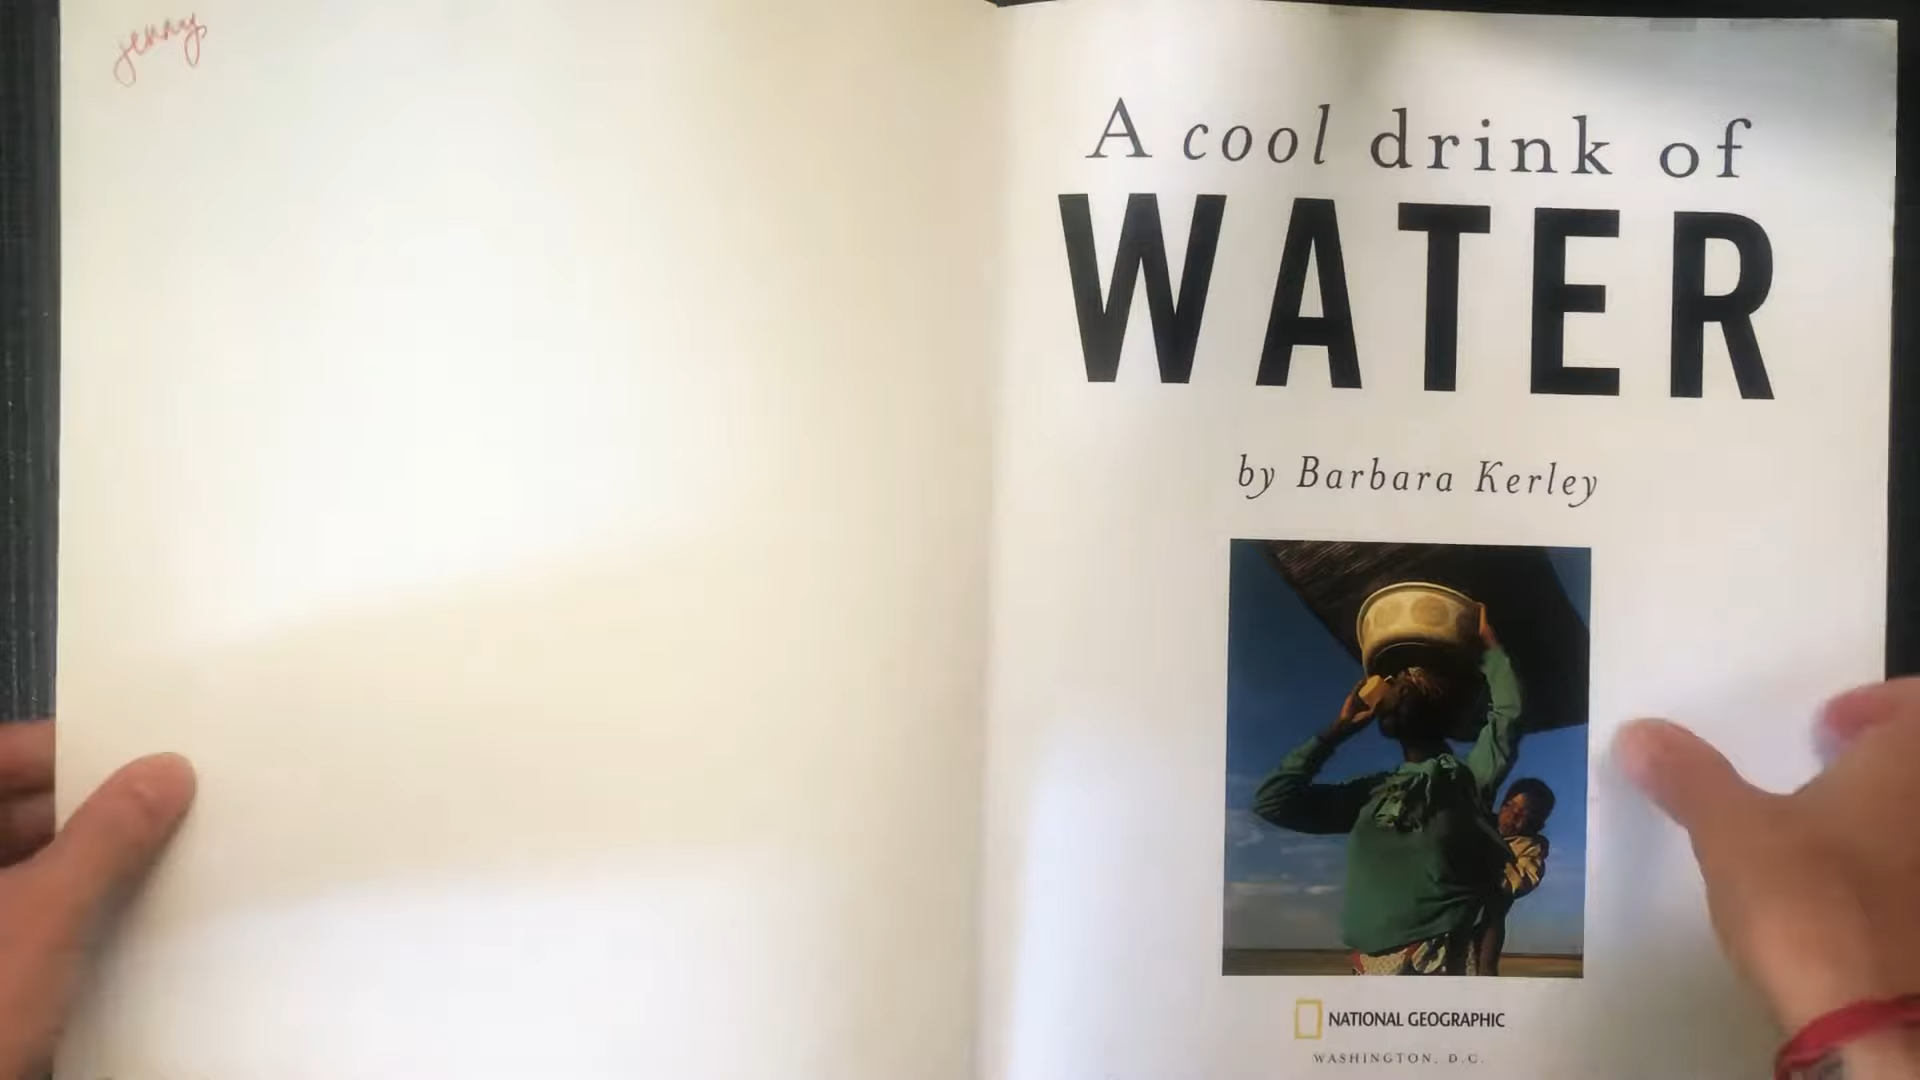 jenny
A cool drink of
WATER
by Barbara Kerley
NATIONAL GEOGRAPHIC
WASHINGTON, D.C.